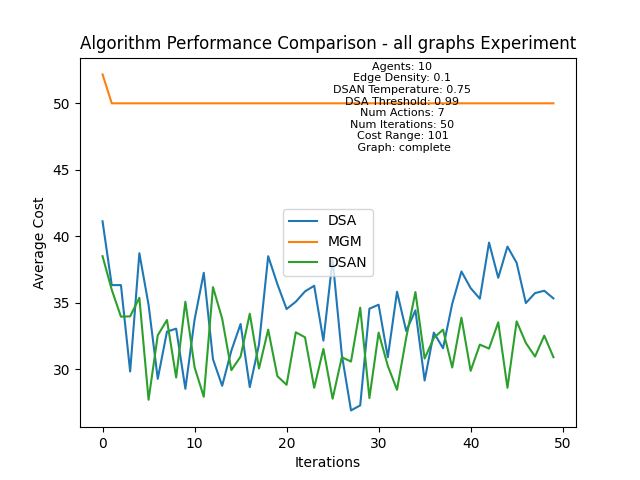 Algorithm Performance Comparison - all graphs Experiment
Agents: 10
Edge Density: 0.1
DSAN Temperature: 0.75
DSA Threshold: 0.99
Num Actions: 7
Num Iterations: 50
Cost Range: 101
Graph: complete
50
45
40
35
30
Average Cost
DSA
MGM
DSAN
0
10
20
30
40
50
Iterations